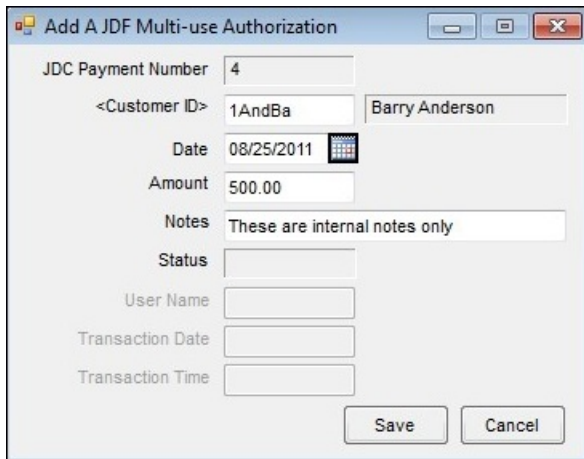 Add A JDF Multi-use Authorization
JDC Payment Number 4
<Customer ID> 1AndBa Barry Anderson
Date 08/25/2011
Amount 500.00
Notes These are internal notes only
Status
User Name
Transaction Date
Transaction Time
Save Cancel